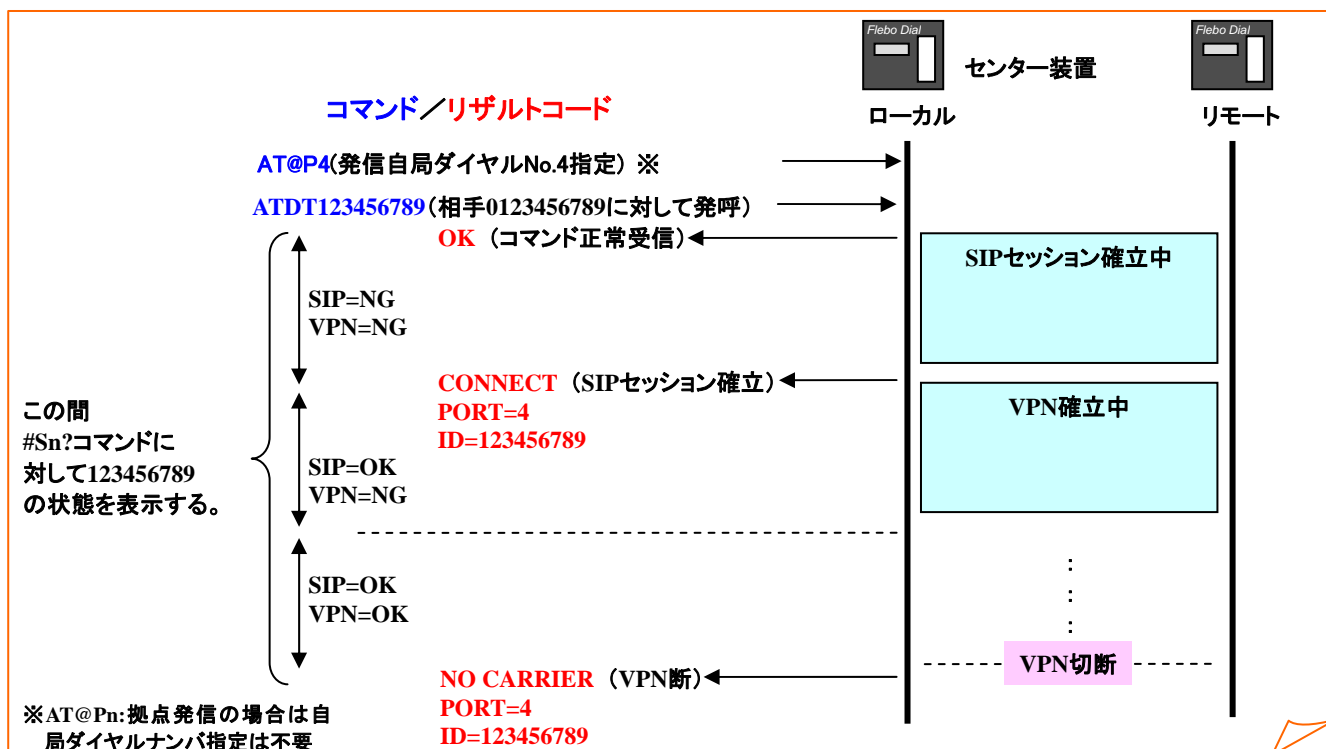 Flebo Dial
Flebo Dial
センター装置
コマンド／リザルトコード
ローカル
リモート
AT@P4(発信自局ダイヤルNo.4指定) ※
ATDT123456789（相手0123456789に対して発呼）
OK （コマンド正常受信）
SIPセッション確立中
SIP=NG
VPN=NG
CONNECT （SIPセッション確立）
PORT=4
ID=123456789
VPN確立中
この間
#Sn?コマンドに
対して123456789
の状態を表示する。
SIP=OK
VPN=NG
SIP=OK
VPN=OK
：
：
：
VPN切断
NO CARRIER （VPN断）
PORT=4
ID=123456789
※AT@Pn:拠点発信の場合は自
局ダイヤルナンバ指定は不要